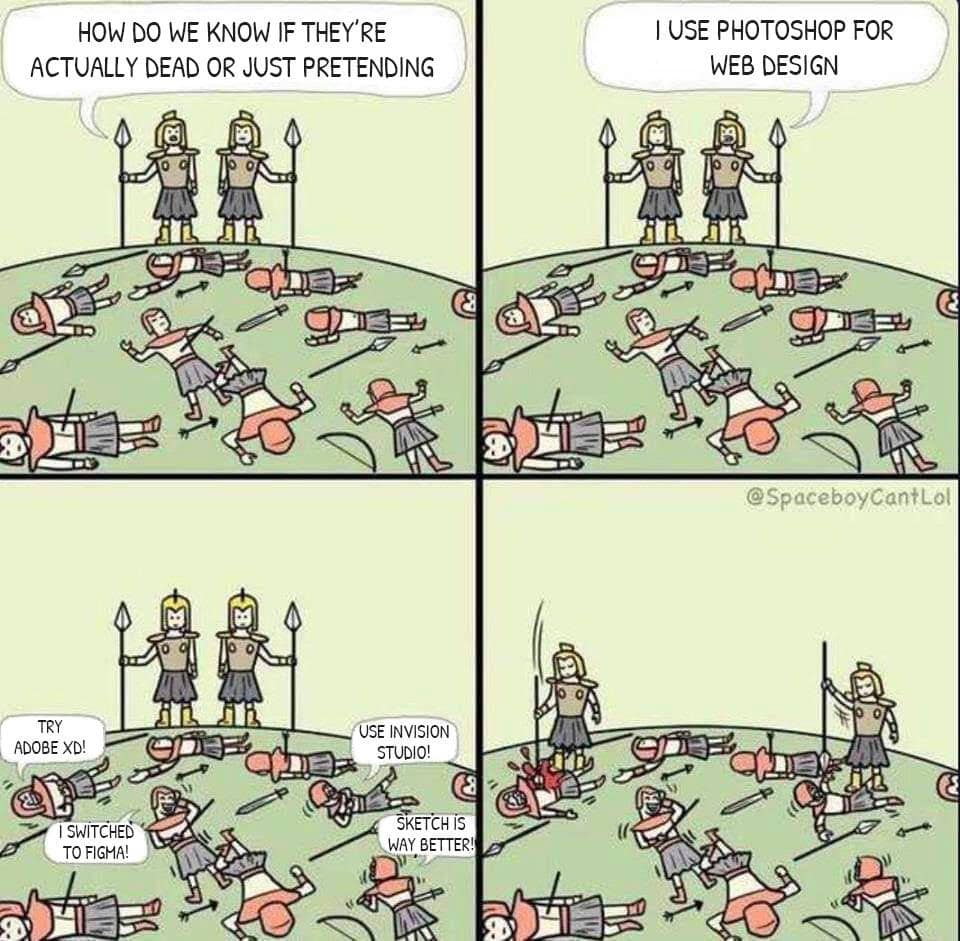 HOW DO WE KNOW IF THEY'RE
ACTUALLY DEAD OR JUST PRETENDING
I USE PHOTOSHOP FOR
WEB DESIGN
TRY
ADOBE XD!
USE INVISION
STUDIO!
I SWITCHED
TO FIGMA!
SKETCH IS
WAY BETTER!
@SpaceboyCantLol